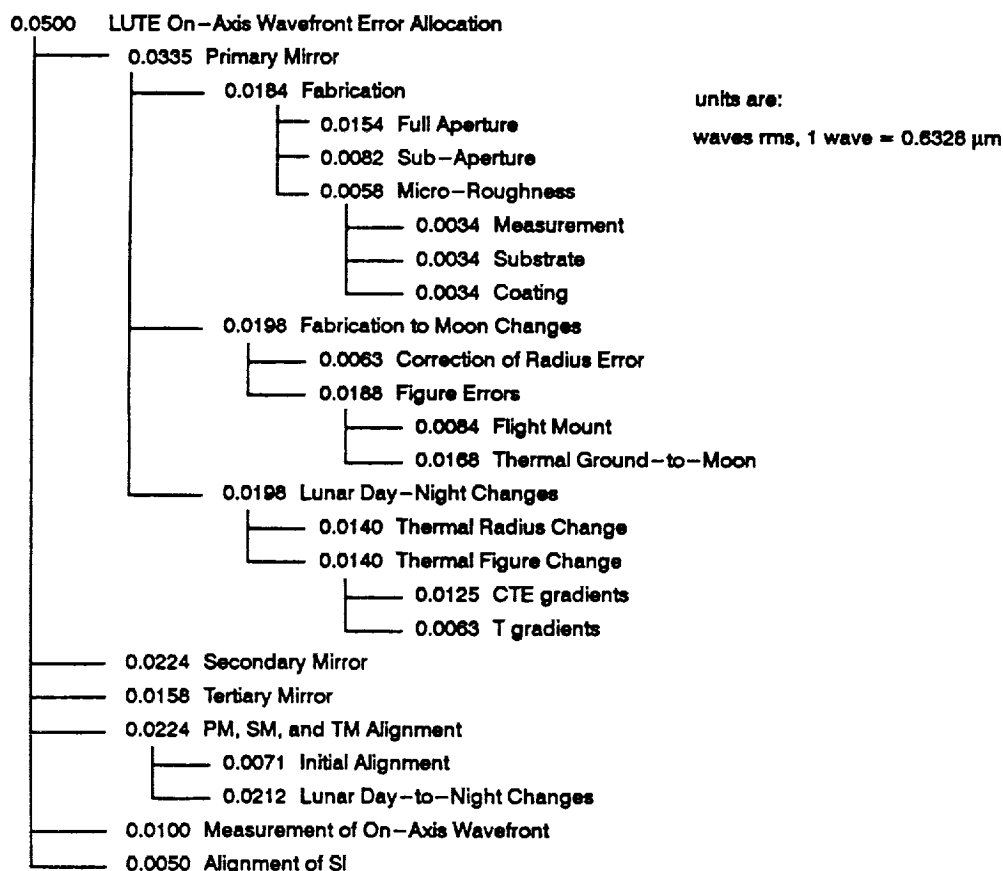 0.0500 LUTE On-Axis Wavefront Error Allocation
0.0335 Primary Mirror
0.0184 Fabrication
units are:
0.0154 Full Aperture
waves rms, 1 wave = 0.6328 μm
0.0082 Sub-Aperture
0.0058 Micro-Roughness
0.0034 Measurement
0.0034 Substrate
0.0034 Coating
0.0198 Fabrication to Moon Changes
0.0063 Correction of Radius Error
0.0188 Figure Errors
0.0084 Flight Mount
0.0168 Thermal Ground-to-Moon
0.0198 Lunar Day-Night Changes
0.0140 Thermal Radius Change
0.0140 Thermal Figure Change
0.0125 CTE gradients
0.0063 T gradients
0.0224 Secondary Mirror
0.0158 Tertiary Mirror
0.0224 PM, SM, and TM Alignment
0.0071 Initial Alignment
0.0212 Lunar Day-to-Night Changes
0.0100 Measurement of On-Axis Wavefront
0.0050 Alignment of SI